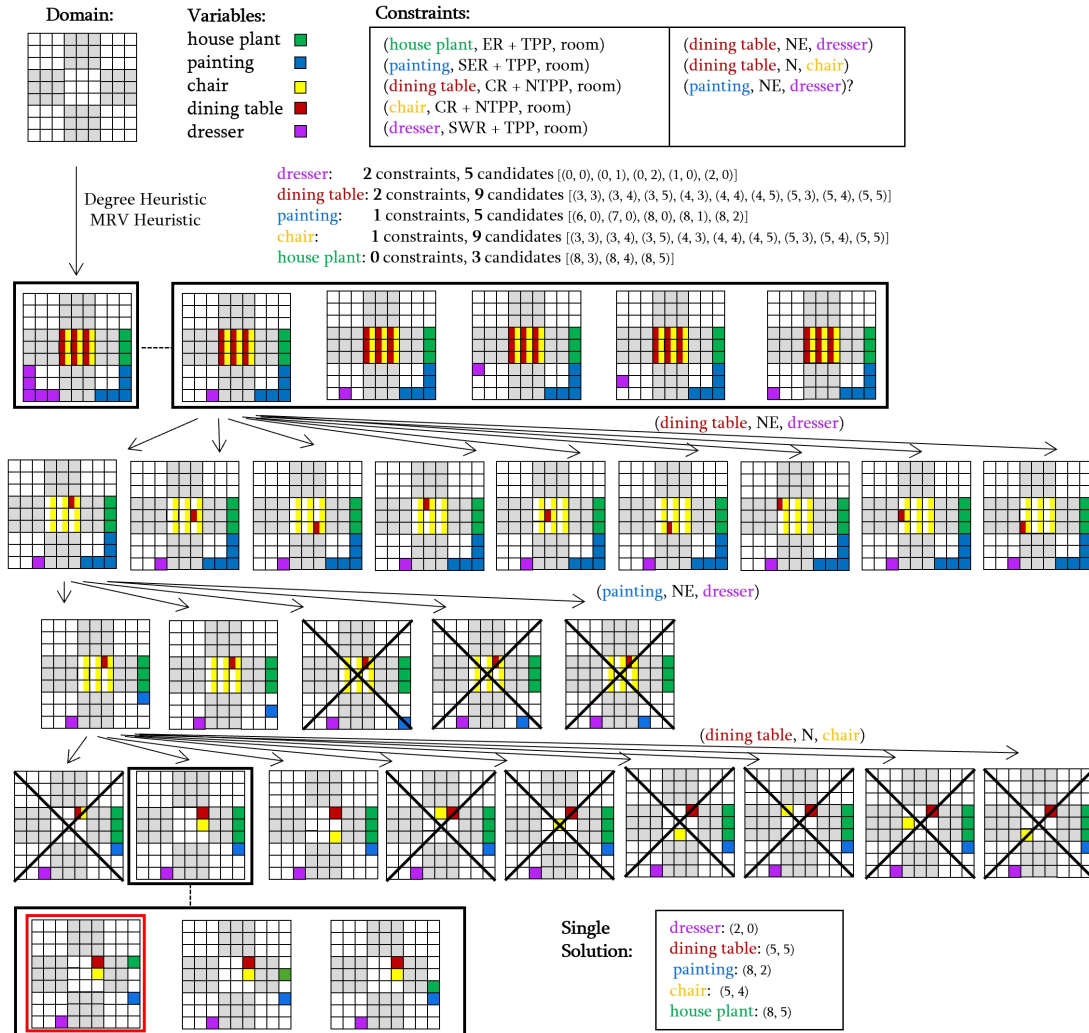 Domain:
Variables:
Constraints:
house plant
painting
chair
dining table
dresser
(house plant, ER + TPP, room)
(painting, SER + TPP, room)
(dining table, CR + NTPP, room)
(chair, CR + NTPP, room)
(dresser, SWR + TPP, room)
(dining table, NE, dresser)
(dining table, N, chair)
(painting, NE, dresser)?
Degree Heuristic
MRV Heuristic
dresser: 2 constraints, 5 candidates [(0, 0), (0, 1), (0, 2), (1, 0), (2, 0)]
dining table: 2 constraints, 9 candidates [(3, 3), (3, 4), (3, 5), (4, 3), (4, 4), (4, 5), (5, 3), (5, 4), (5, 5)]
painting: 1 constraints, 5 candidates [(6, 0), (7, 0), (8, 0), (8, 1), (8, 2)]
chair: 1 constraints, 9 candidates [(3, 3), (3, 4), (3, 5), (4, 3), (4, 4), (4, 5), (5, 3), (5, 4), (5, 5)]
house plant: 0 constraints, 3 candidates [(8, 3), (8, 4), (8, 5)]
(dining table, NE, dresser)
(painting, NE, dresser)
(dining table, N, chair)
Single
Solution:
dresser: (2, 0)
dining table: (5, 5)
painting: (8, 2)
chair: (5, 4)
house plant: (8, 5)